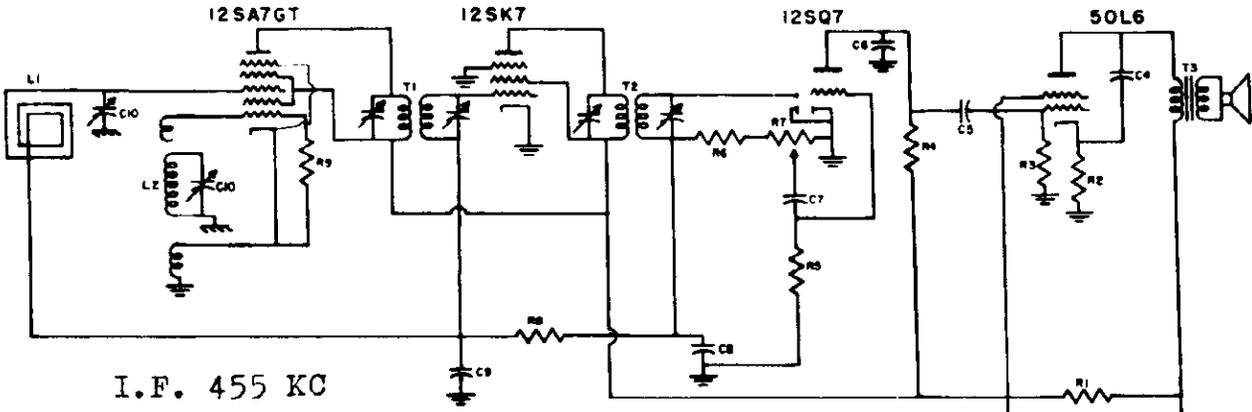 12SA7GT 12SK7 12SQ7 50L6
L1
C10
T1
T2
C6
C4
T3
R9
R6
R7
R4
C5
R3
R2
L2
C10
C7
R5
R8
C8
C9
R1
I.F. 455 KC